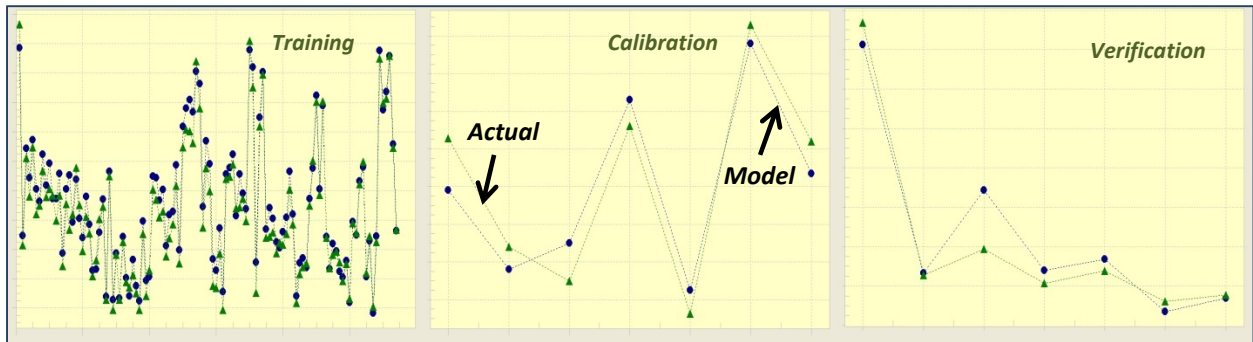 Training
Calibration
Verification
Actual
Model